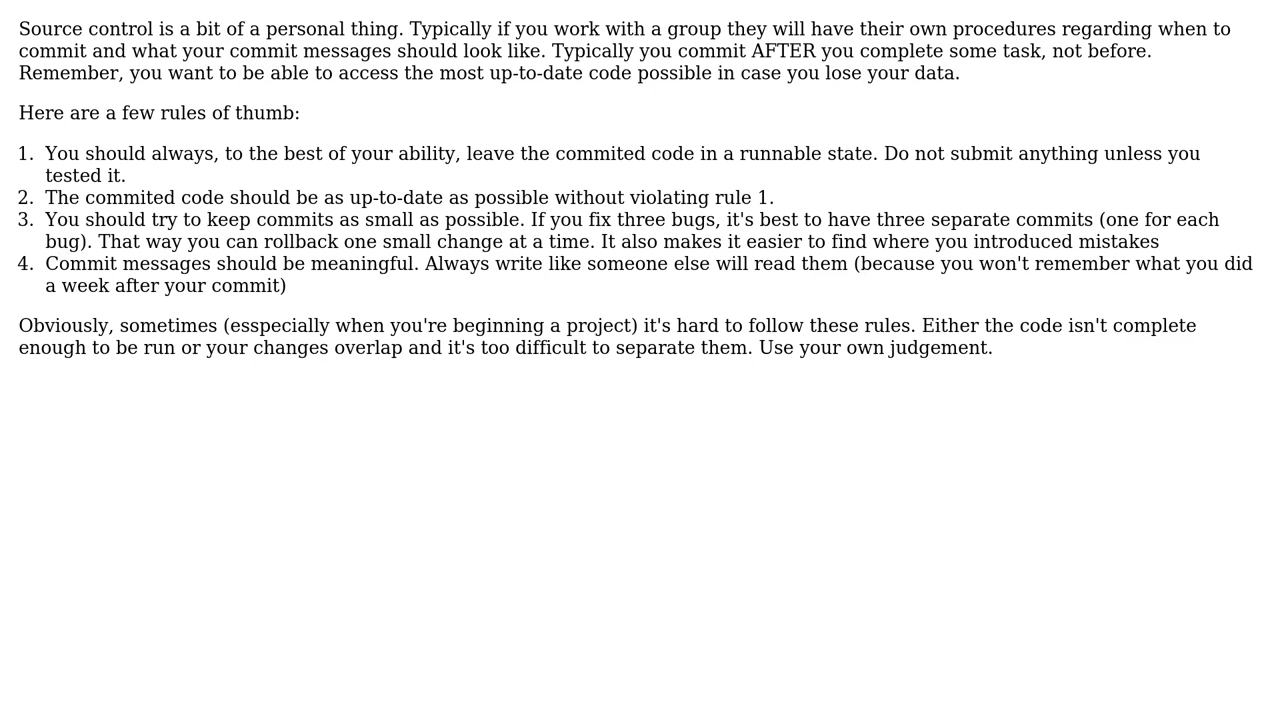 Source control is a bit of a personal thing. Typically if you work with a group they will have their own procedures regarding when to
commit and what your commit messages should look like. Typically you commit AFTER you complete some task, not before.
Remember, you want to be able to access the most up-to-date code possible in case you lose your data.
Here are a few rules of thumb:
1. You should always, to the best of your ability, leave the commited code in a runnable state. Do not submit anything unless you
tested it.
2. The commited code should be as up-to-date as possible without violating rule 1.
3. You should try to keep commits as small as possible. If you fix three bugs, it's best to have three separate commits (one for each
bug). That way you can rollback one small change at a time. It also makes it easier to find where you introduced mistakes
4. Commit messages should be meaningful. Always write like someone else will read them (because you won't remember what you did
a week after your commit)
Obviously, sometimes (esspecially when you're beginning a project) it's hard to follow these rules. Either the code isn't complete
enough to be run or your changes overlap and it's too difficult to separate them. Use your own judgement.